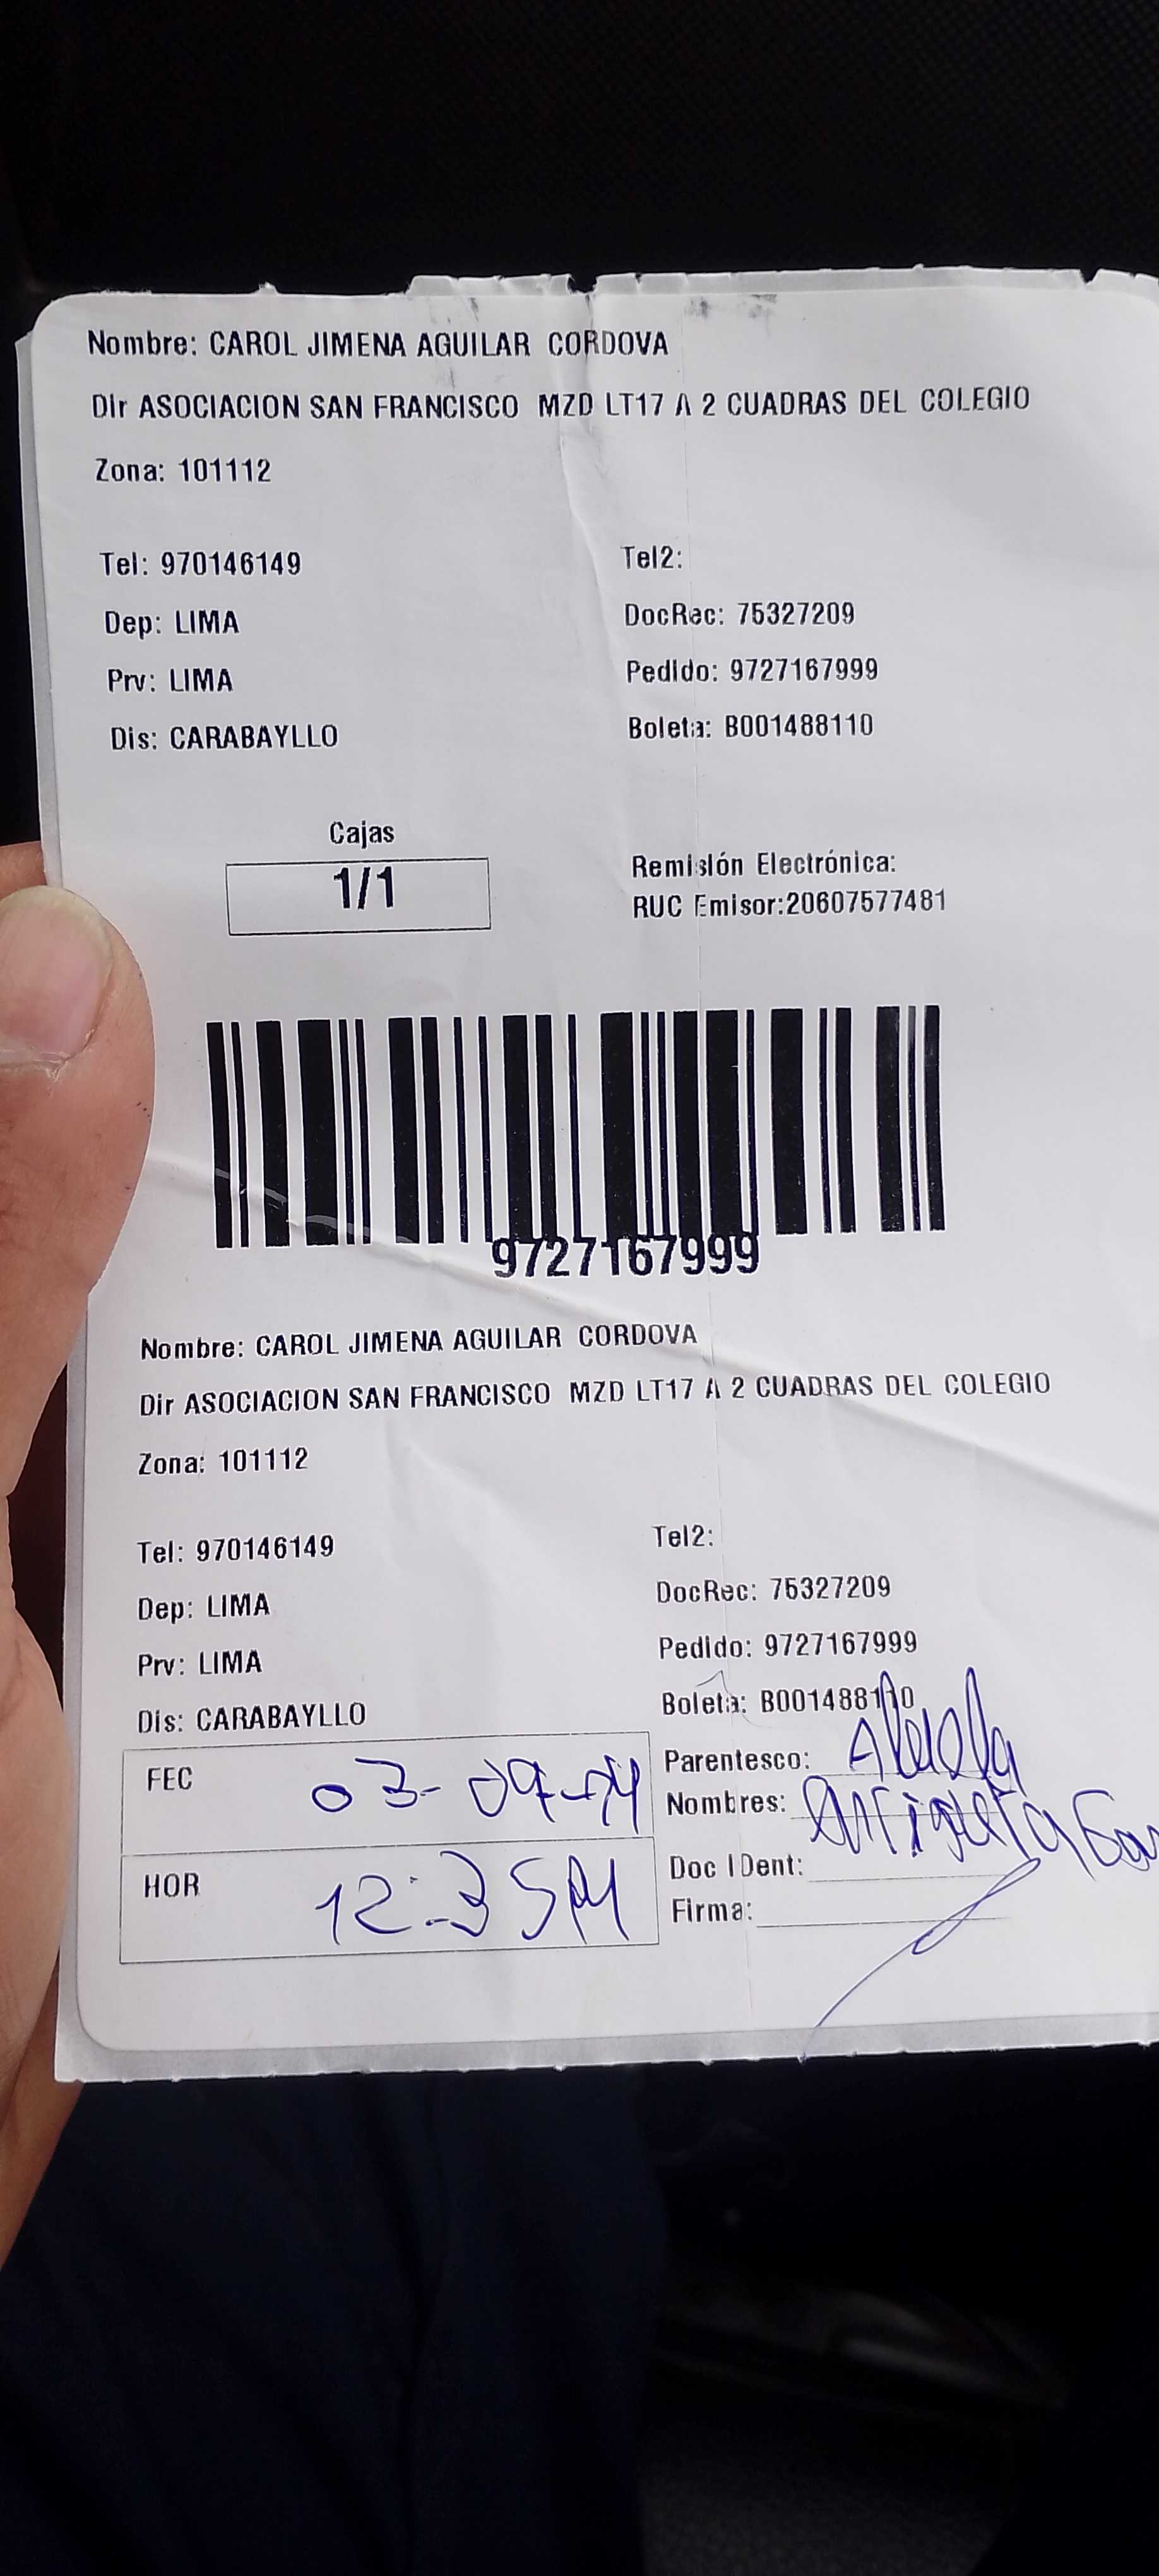 Nombre: CAROL JIMENA AGUILAR CORDOVA
Dir ASOCIACION SAN FRANCISCO MZD LT17 A 2 CUADRAS DEL COLEGIO
Zona: 101112
Tel: 970146149 Tel2:
Dep: LIMA DocRec: 75327209
Prv: LIMA Pedido: 9727167999
Dis: CARABAYLLO Boleta: B001488110
Cajas
1/1
Remisión Electrónica:
RUC Emisor:20607577481
9727167999
Nombre: CAROL JIMENA AGUILAR CORDOVA
Dir ASOCIACION SAN FRANCISCO MZD LT17 A 2 CUADRAS DEL COLEGIO
Zona: 101112
Tel: 970146149 Tel2:
Dep: LIMA DocRec: 75327209
Prv: LIMA Pedido: 9727167999
Dis: CARABAYLLO Boleta: B001488110
FEC 03-09- Parentesco: Abuela
Nombres:
HOR 12:35 Doc IDent:
Firma: